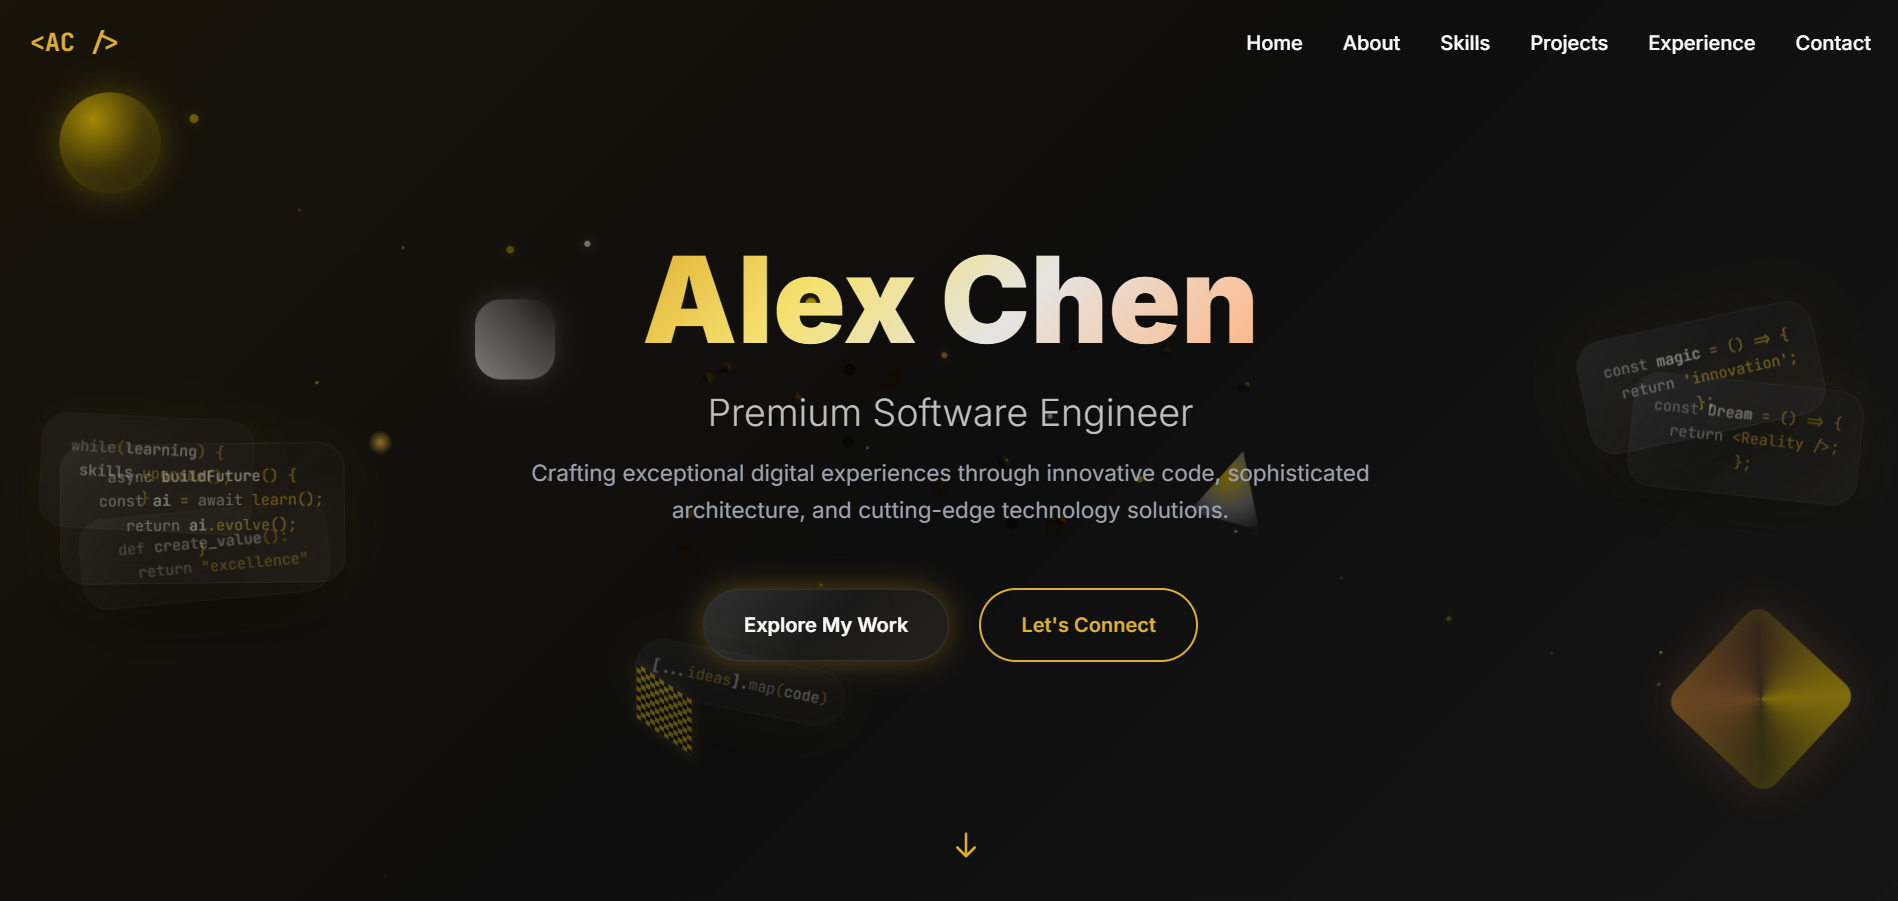 <AC />
Home About Skills Projects Experience Contact
Alex Chen
Premium Software Engineer
Crafting exceptional digital experiences through innovative code, sophisticated
architecture, and cutting-edge technology solutions.
Explore My Work
Let's Connect
while(learning) {
skills
}
async buildFuture() {
const ai = await learn();
return ai.evolve();
}
def create_value():
return "excellence"
[...ideas].map(code)
const magic = () => {
return 'innovation';
};
const Dream = () => {
return <Reality />;
};